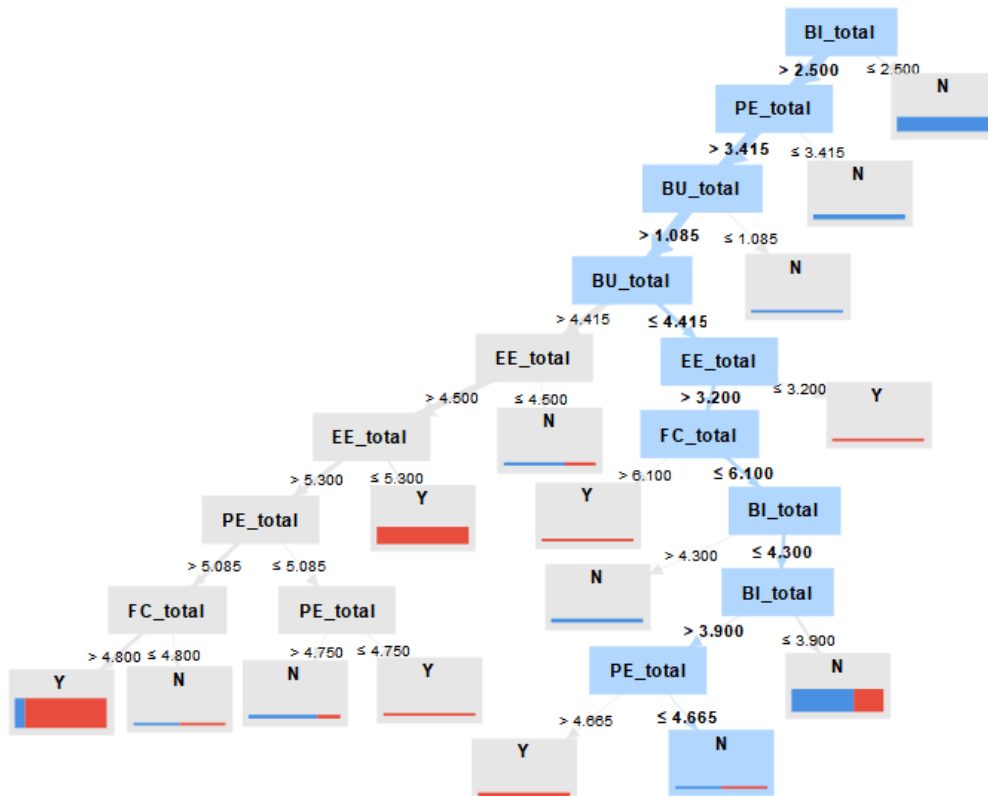 BI_total
> 2.500
≤ 2.500
N
PE_total
> 3.415
≤ 3.415
N
BU_total
> 1.085
≤ 1.085
N
BU_total
> 4.415
≤ 4.415
EE_total
EE_total
> 4.500
≤ 4.500
> 3.200
≤ 3.200
Y
EE_total
N
FC_total
> 5.300
≤ 5.300
> 6.100
≤ 6.100
PE_total
Y
Y
BI_total
> 5.085
≤ 5.085
> 4.300
≤ 4.300
FC_total
PE_total
N
BI_total
> 4.800
≤ 4.800
> 4.750
≤ 4.750
> 3.900
≤ 3.900
Y
N
N
Y
PE_total
N
> 4.665
≤ 4.665
Y
N